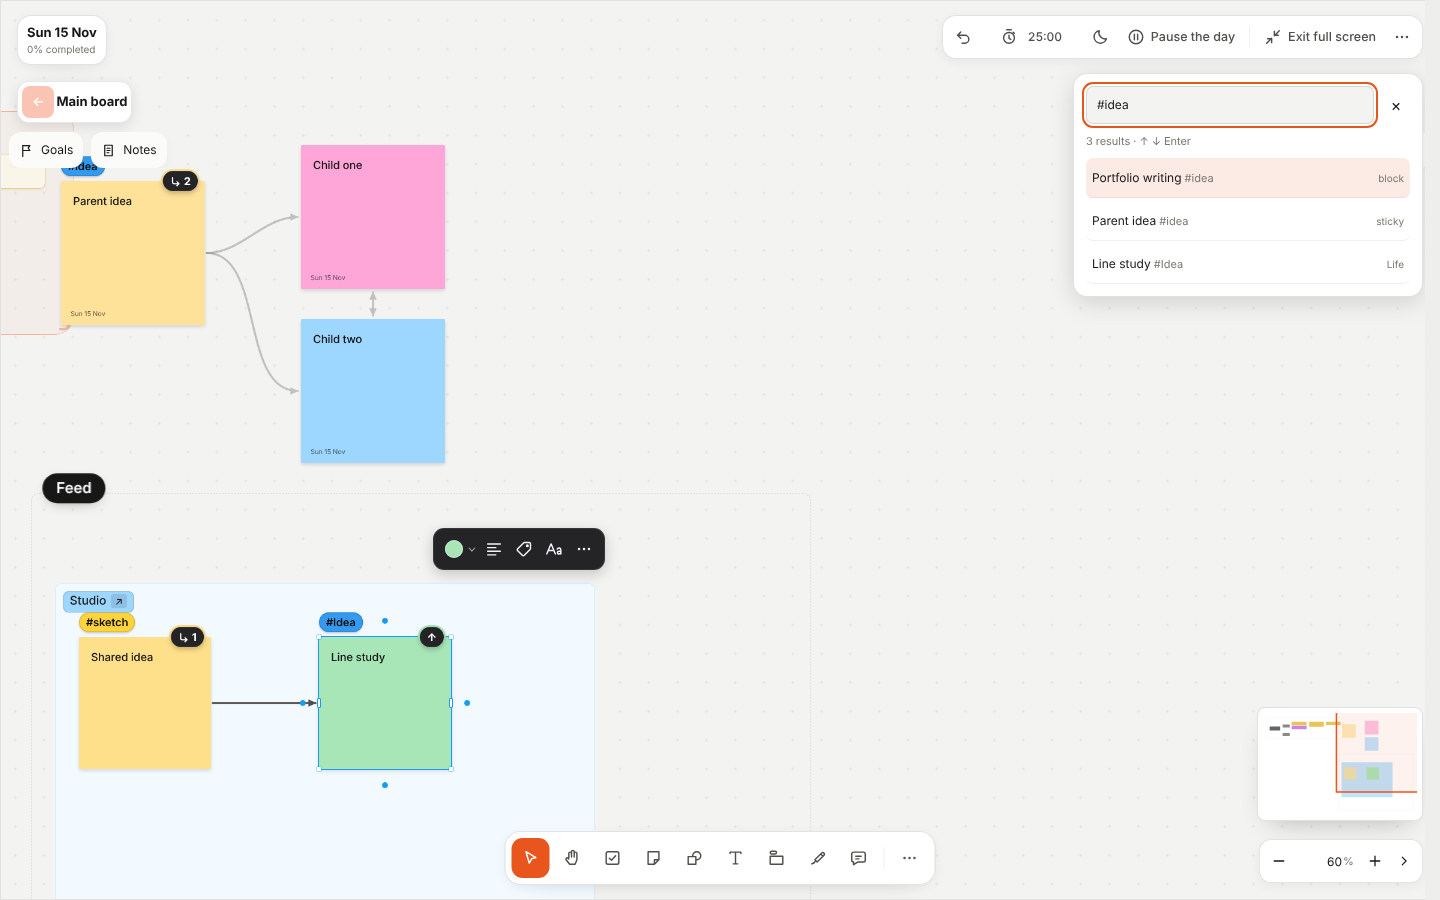 Sun 15 Nov
0% completed
25:00
Pause the day
Exit full screen
Main board
Goals
Notes
#idea
3 results · ↑ ↓ Enter
Portfolio writing #idea block
Parent idea #idea sticky
Line study #Idea Life
2
Parent idea
Sun 15 Nov
Child one
Sun 15 Nov
Child two
Sun 15 Nov
Feed
Aa
Studio
#sketch
1
Shared idea
#Idea
Line study
60%